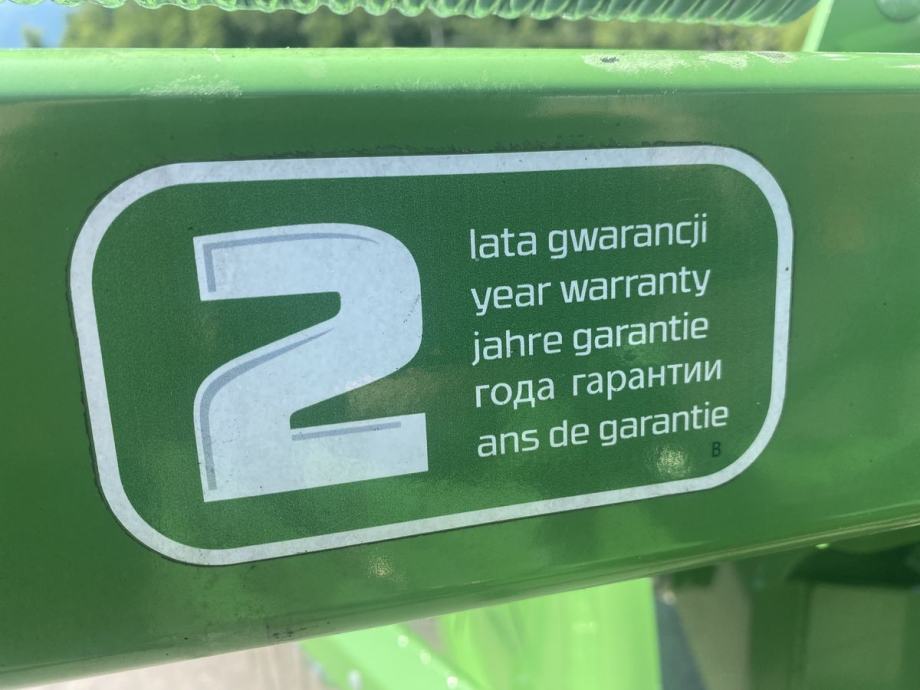 2
lata gwarancji
year warranty
jahre garantie
года гарантии
ans de garantie
B